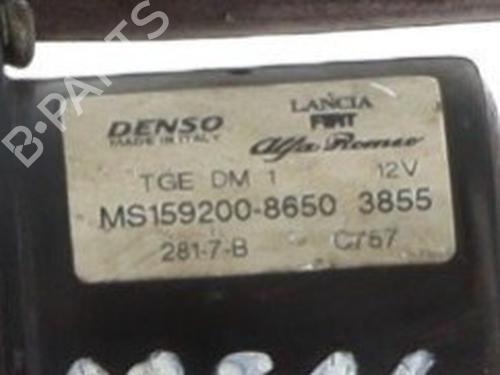 B-PARTS
DENSO
MADE IN ITALY
LANCIA
FIAT
Alfa Romeo
TGE DM 1 12V
MS159200-8650 3855
281-7-B C757